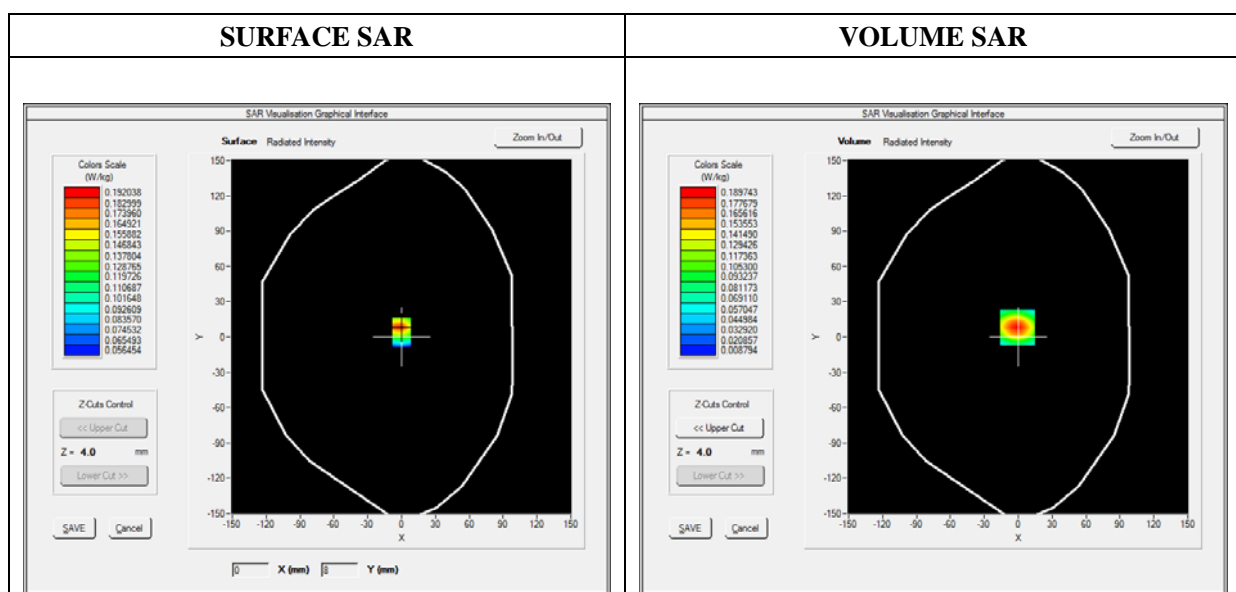 SURFACE SAR
VOLUME SAR
SAR Visualisation Graphical Interface
Surface Radiated Intensity
Zoom In/Out
Colors Scale
(W/kg)
0.192038
0.182999
0.173960
0.164921
0.155882
0.146843
0.137804
0.128765
0.119726
0.110687
0.101648
0.092609
0.083570
0.074532
0.065493
0.056454
150
120
90
60
30
0
-30
-60
-90
-120
-150
Y
-150 -120 -90 -60 -30 0 30 60 90 120 150
X
Z-Cuts Control
<< Upper Cut
Z = 4.0 mm
Lower Cut >>
SAVE Cancel
0 X (mm) 8 Y (mm)
SAR Visualisation Graphical Interface
Volume Radiated Intensity
Zoom In/Out
Colors Scale
(W/kg)
0.189743
0.177679
0.165616
0.153553
0.141490
0.129426
0.117363
0.105300
0.093237
0.081173
0.069110
0.057047
0.044984
0.032920
0.020857
0.008794
150
120
90
60
30
0
-30
-60
-90
-120
-150
Y
-150 -120 -90 -60 -30 0 30 60 90 120 150
X
Z-Cuts Control
<< Upper Cut
Z = 4.0 mm
Lower Cut >>
SAVE Cancel